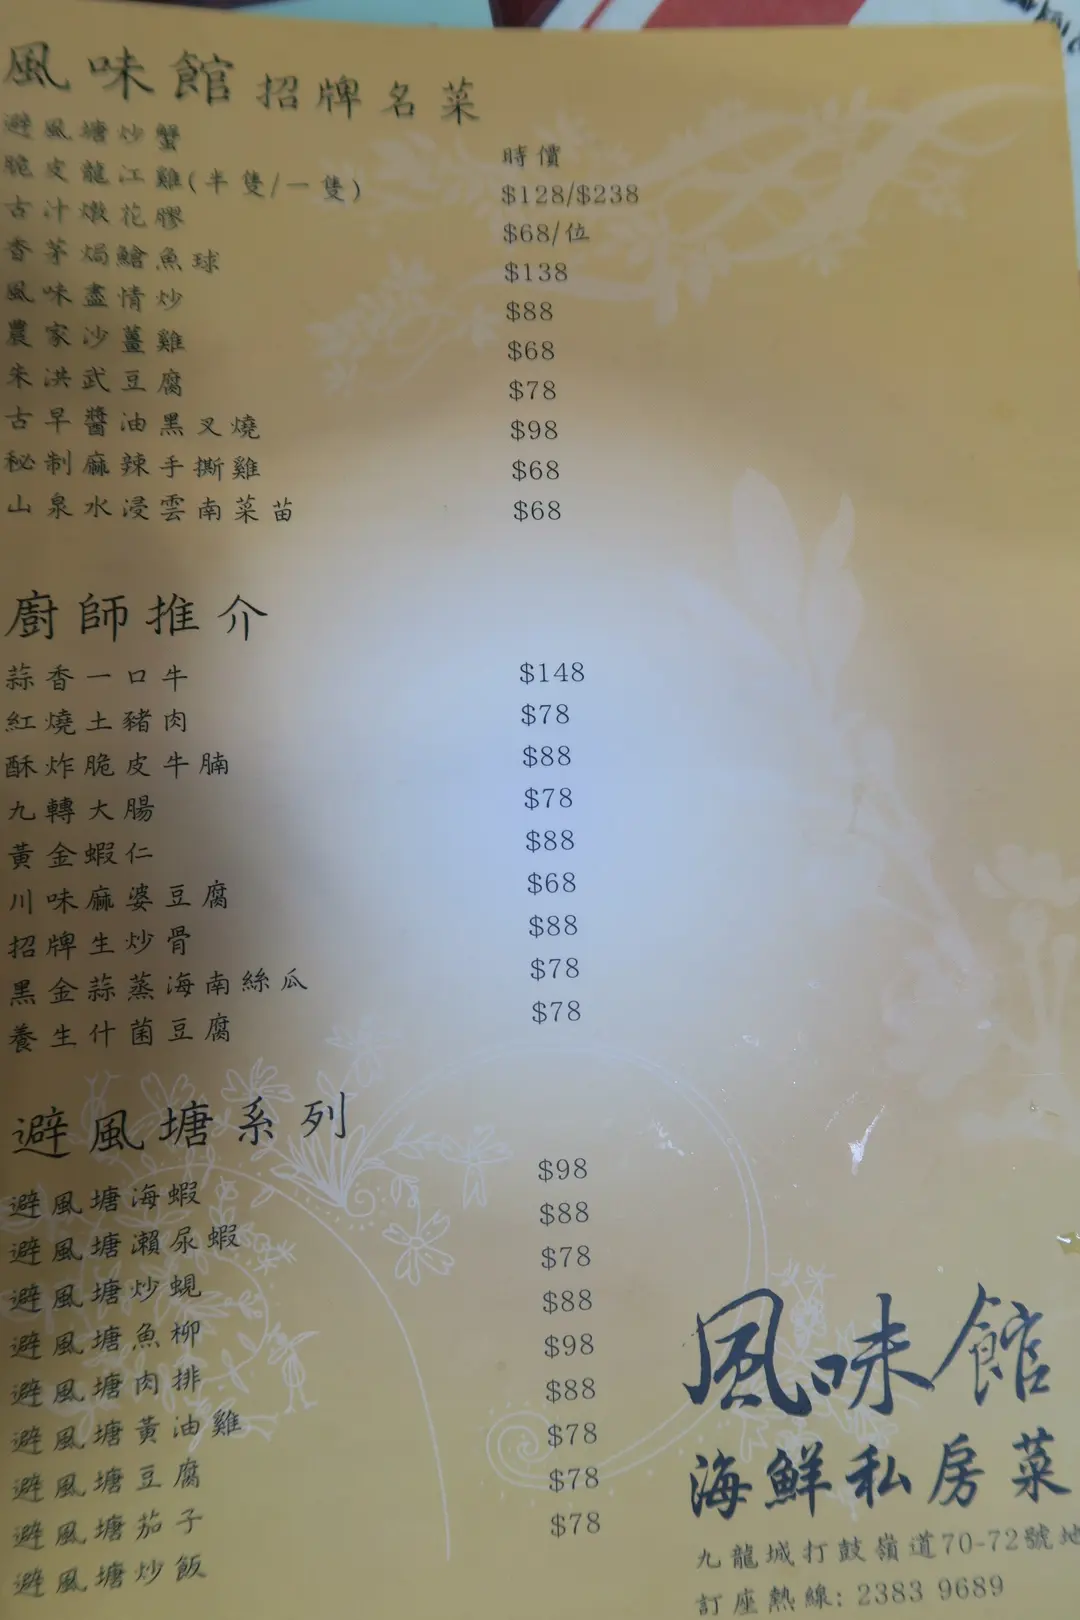 風味館招牌名菜
避風塘炒蟹 時價
脆皮龍江雞(半隻/一隻) $128/$238
古汁燉花膠 $68/位
香茅焗鱠魚球 $138
風味盡情炒 $88
農家沙薑雞 $68
朱洪武豆腐 $78
古早醬油黑叉燒 $98
秘制麻辣手撕雞 $68
山泉水浸雲南菜苗 $68
廚師推介
蒜香一口牛 $148
紅燒土豬肉 $78
酥炸脆皮牛腩 $88
九轉大腸 $78
黃金蝦仁 $88
川味麻婆豆腐 $68
招牌生炒骨 $88
黑金蒜蒸海南絲瓜 $78
養生什菌豆腐 $78
避風塘系列
避風塘海蝦 $98
避風塘瀨尿蝦 $88
避風塘炒蜆 $78
避風塘魚柳 $88
避風塘肉排 $98
避風塘黃油雞 $88
避風塘豆腐 $78
避風塘茄子 $78
避風塘炒飯 $78
風味館
海鮮私房菜
九龍城打鼓嶺道70-72號地
訂座熱線: 2383 9689